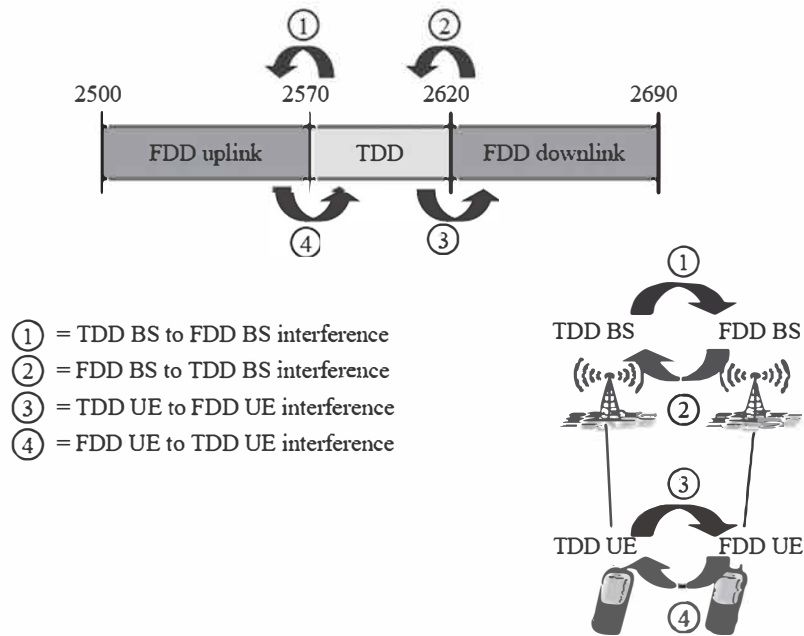 ① ②
2500 2570 2620 2690
FDD uplink TDD FDD downlink
④ ③
① = TDD BS to FDD BS interference
② = FDD BS to TDD BS interference
③ = TDD UE to FDD UE interference
④ = FDD UE to TDD UE interference
①
TDD BS FDD BS
②
③
TDD UE FDD UE
④